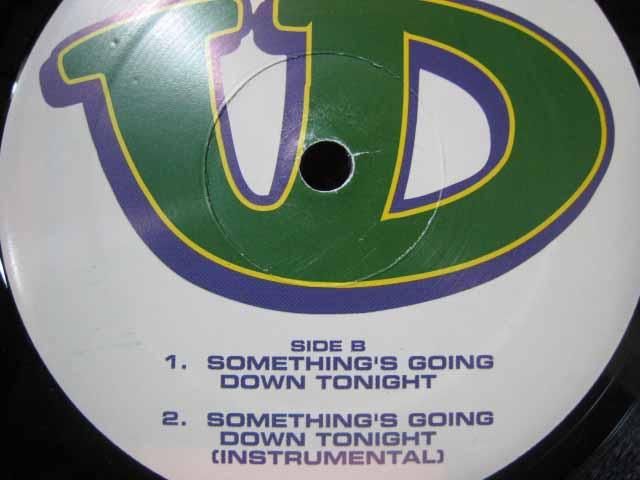 UD
SIDE B
1. SOMETHING'S GOING
DOWN TONIGHT
2. SOMETHING'S GOING
DOWN TONIGHT
(INSTRUMENTAL)